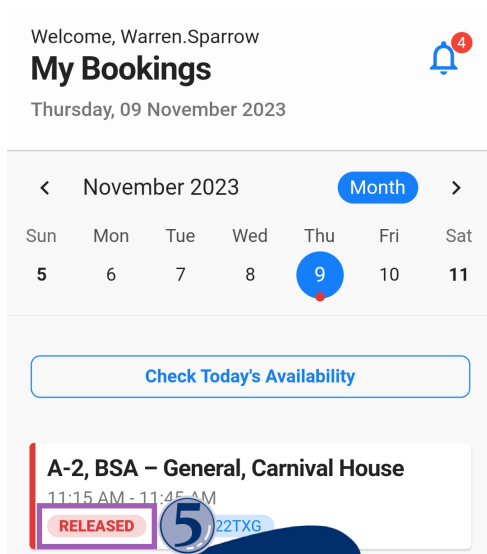 Welcome, Warren.Sparrow
4
My Bookings
Thursday, 09 November 2023
November 2023 Month
Sun Mon Tue Wed Thu Fri Sat
5 6 7 8 9 10 11
Check Today's Availability
A-2, BSA – General, Carnival House
11:15 AM - 11:45 AM
RELEASED 5 22TXG